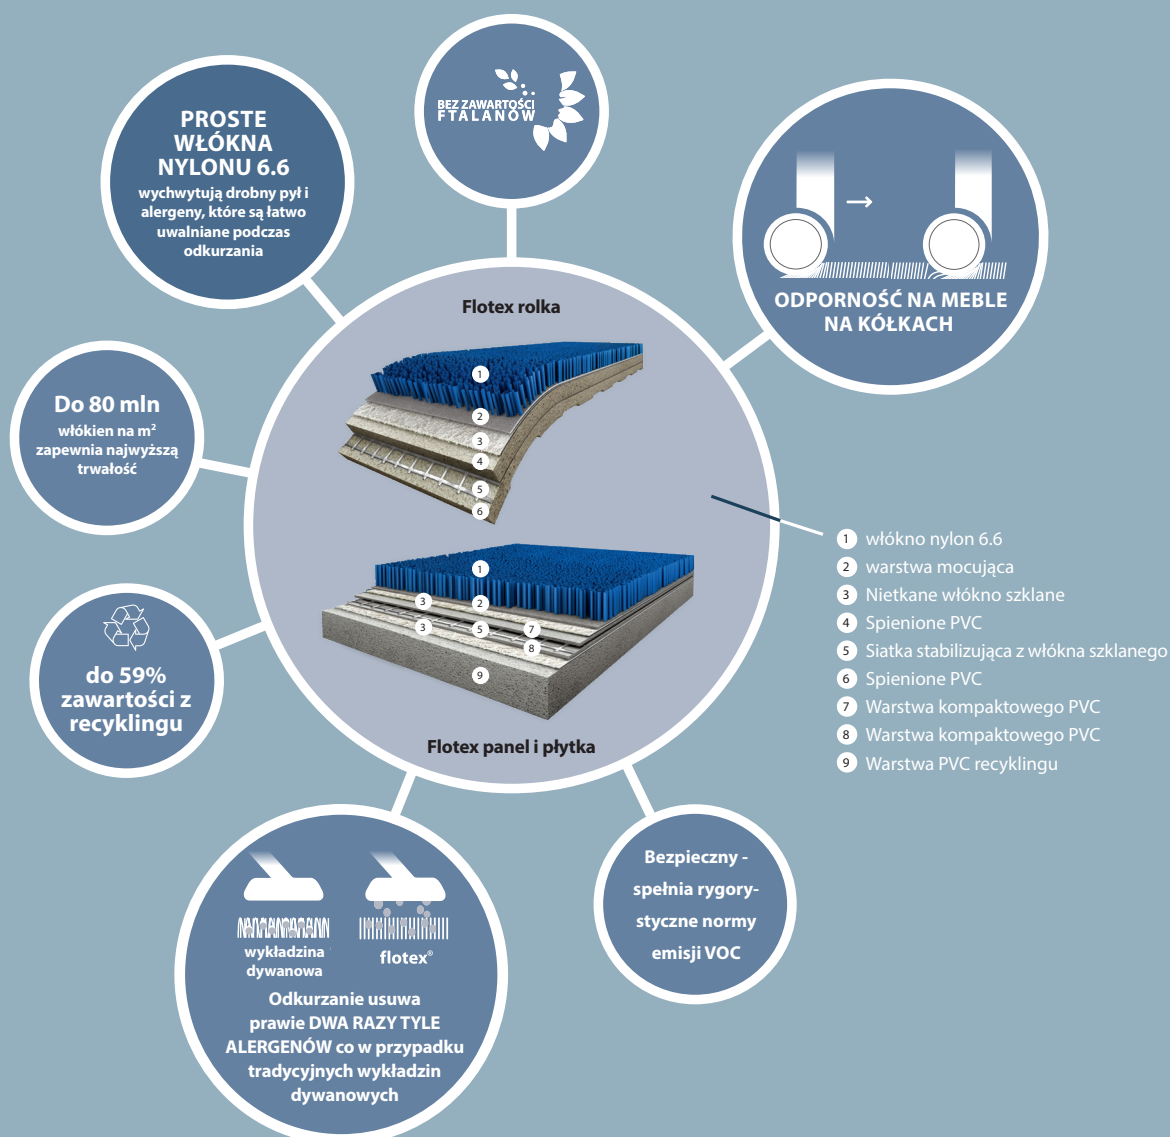 BEZ ZAWARTOŚCI
FTALANÓW
PROSTE
WŁÓKNA
NYLONU 6.6
wychwytują drobny pył i
alergeny, które są łatwo
uwalniane podczas
odkurzania
ODPORNOŚĆ NA MEBLE
NA KÓŁKACH
Do 80 mln
włókien na m²
zapewnia najwyższą
trwałość
do 59%
zawartości z
recyklingu
Flotex rolka
1
2
3
4
5
6
1
3
2
3
5
7
8
9
Flotex panel i płytka
1 włókno nylon 6.6
2 warstwa mocująca
3 Nietkane włókno szklane
4 Spienione PVC
5 Siatka stabilizująca z włókna szklanego
6 Spienione PVC
7 Warstwa kompaktowego PVC
8 Warstwa kompaktowego PVC
9 Warstwa PVC recyklingu
wykładzina
dywanowa
flotex®
Odkurzanie usuwa
prawie DWA RAZY TYLE
ALERGENÓW co w przypadku
tradycyjnych wykładzin
dywanowych
Bezpieczny -
spełnia rygory-
styczne normy
emisji VOC